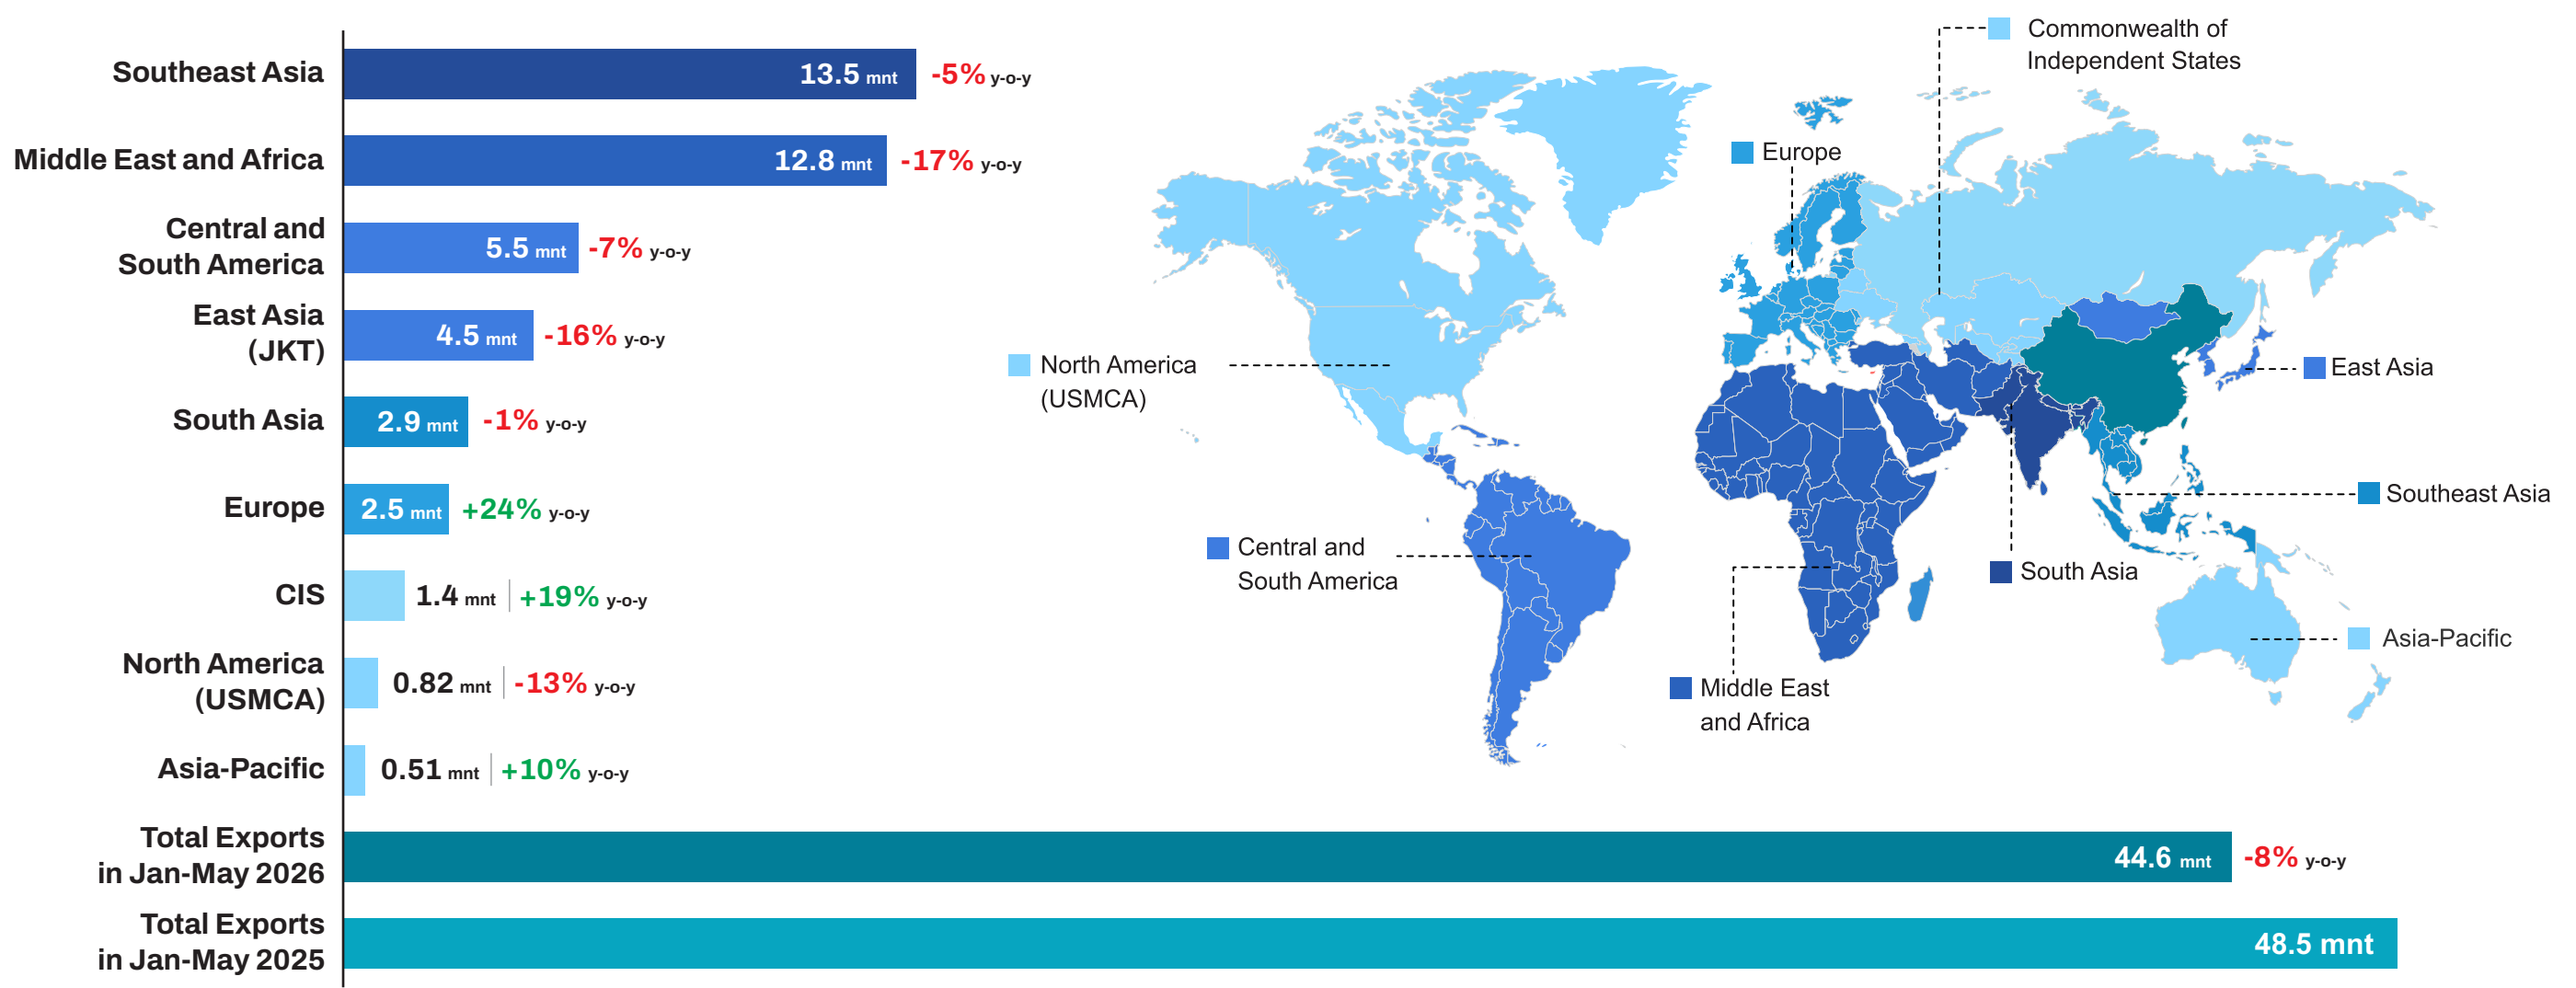 Southeast Asia
13.5 mnt -5% y-o-y
Middle East and Africa
12.8 mnt -17% y-o-y
Central and
South America
5.5 mnt -7% y-o-y
East Asia
(JKT)
4.5 mnt -16% y-o-y
South Asia
2.9 mnt -1% y-o-y
Europe
2.5 mnt +24% y-o-y
CIS
1.4 mnt +19% y-o-y
North America
(USMCA)
0.82 mnt -13% y-o-y
Asia-Pacific
0.51 mnt +10% y-o-y
Total Exports
in Jan-May 2026
44.6 mnt -8% y-o-y
Total Exports
in Jan-May 2025
48.5 mnt
Commonwealth of
Independent States
Europe
North America
(USMCA)
East Asia
Southeast Asia
Central and
South America
South Asia
Asia-Pacific
Middle East
and Africa